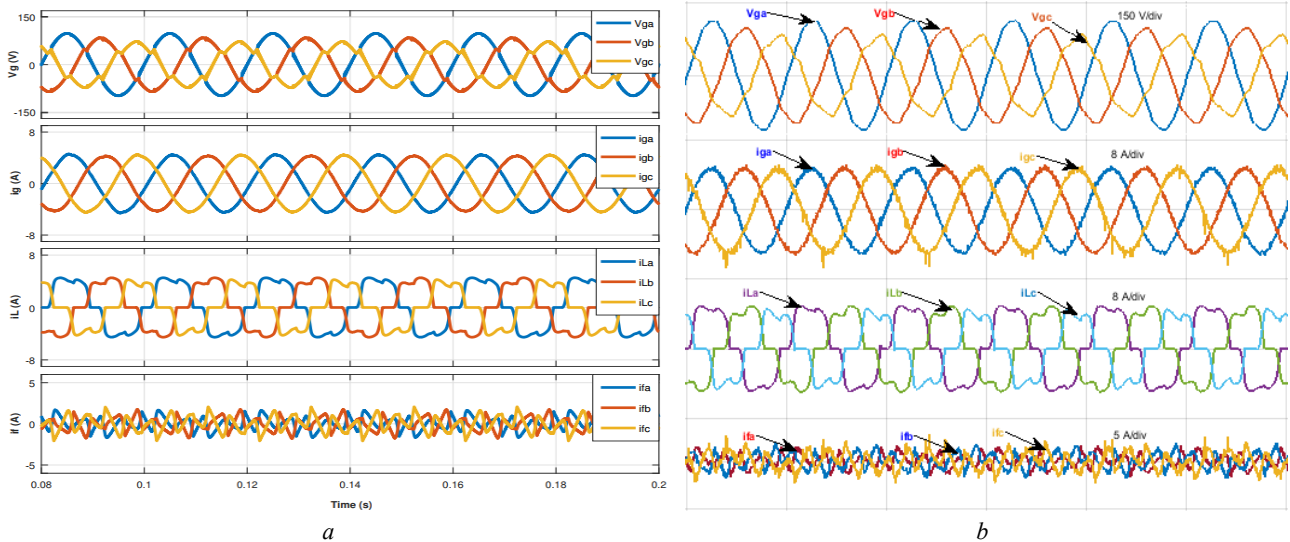 150
0
-150
Vg (V)
Vga
Vgb
Vgc
8
0
-8
Ig (A)
iga
igb
igc
8
0
-8
iL (A)
iLa
iLb
iLc
5
0
-5
If (A)
ifa
ifb
ifc
0.08 0.1 0.12 0.14 0.16 0.18 0.2
Time (s)
a
Vga Vgb Vgc 150 V/div
iga igb igc 8 A/div
iLa iLb iLc 8 A/div
ifa ifb ifc 5 A/div
b